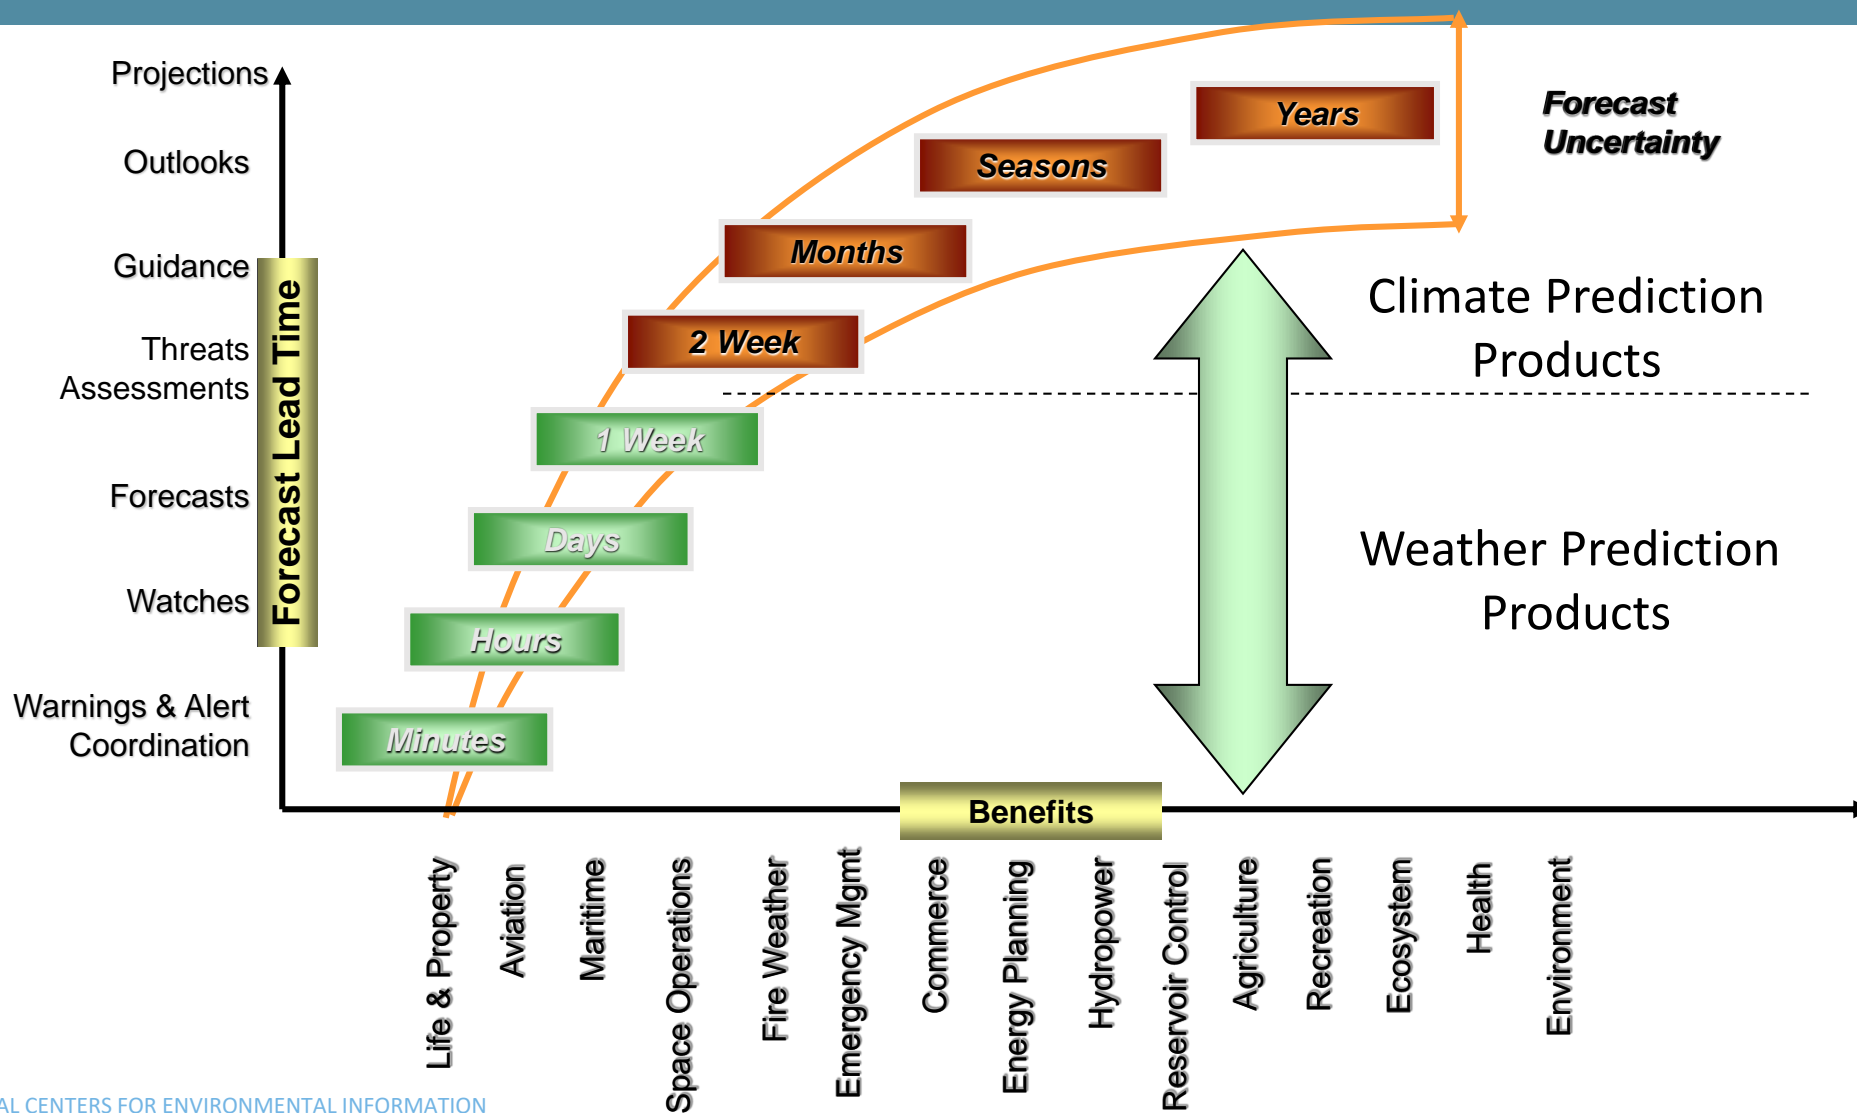 Projections
Outlooks
Guidance
Threats
Assessments
Forecasts
Watches
Warnings & Alert
Coordination
Forecast Lead Time
Years
Seasons
Months
2 Week
1 Week
Days
Hours
Minutes
Forecast
Uncertainty
Climate Prediction
Products
Weather Prediction
Products
Benefits
Life & Property
Aviation
Maritime
Space Operations
Fire Weather
Emergency Mgmt
Commerce
Energy Planning
Hydropower
Reservoir Control
Agriculture
Recreation
Ecosystem
Health
Environment
AL CENTERS FOR ENVIRONMENTAL INFORMATION